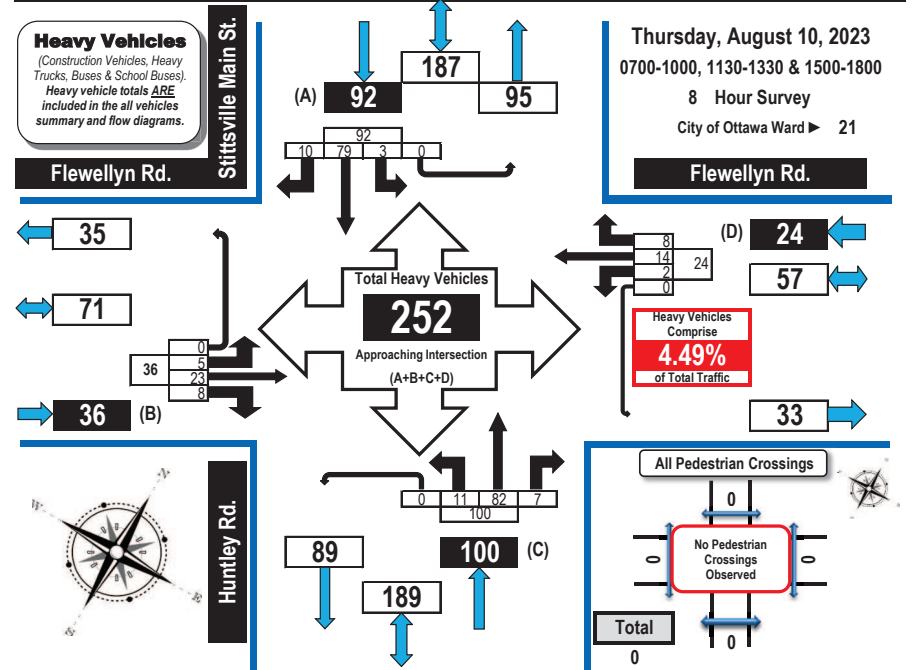 Heavy Vehicles
(Construction Vehicles, Heavy
Trucks, Buses & School Buses).
Heavy vehicle totals ARE
included in the all vehicles
summary and flow diagrams.
Stittsville Main St.
Flewellyn Rd.
187
(A) 92
95
92
10 79 3 0
Thursday, August 10, 2023
0700-1000, 1130-1330 & 1500-1800
8 Hour Survey
City of Ottawa Ward ► 21
Flewellyn Rd.
35
71
0
5
23
8
36
36 (B)
Total Heavy Vehicles
252
Approaching Intersection
(A+B+C+D)
8
14
2
0
24
(D) 24
57
Heavy Vehicles
Comprise
4.49%
of Total Traffic
33
N
W
E
S
Huntley Rd.
0 11 82 7
100
89
100 (C)
189
All Pedestrian Crossings
0
0
No Pedestrian
Crossings
Observed
0
0
Total
0